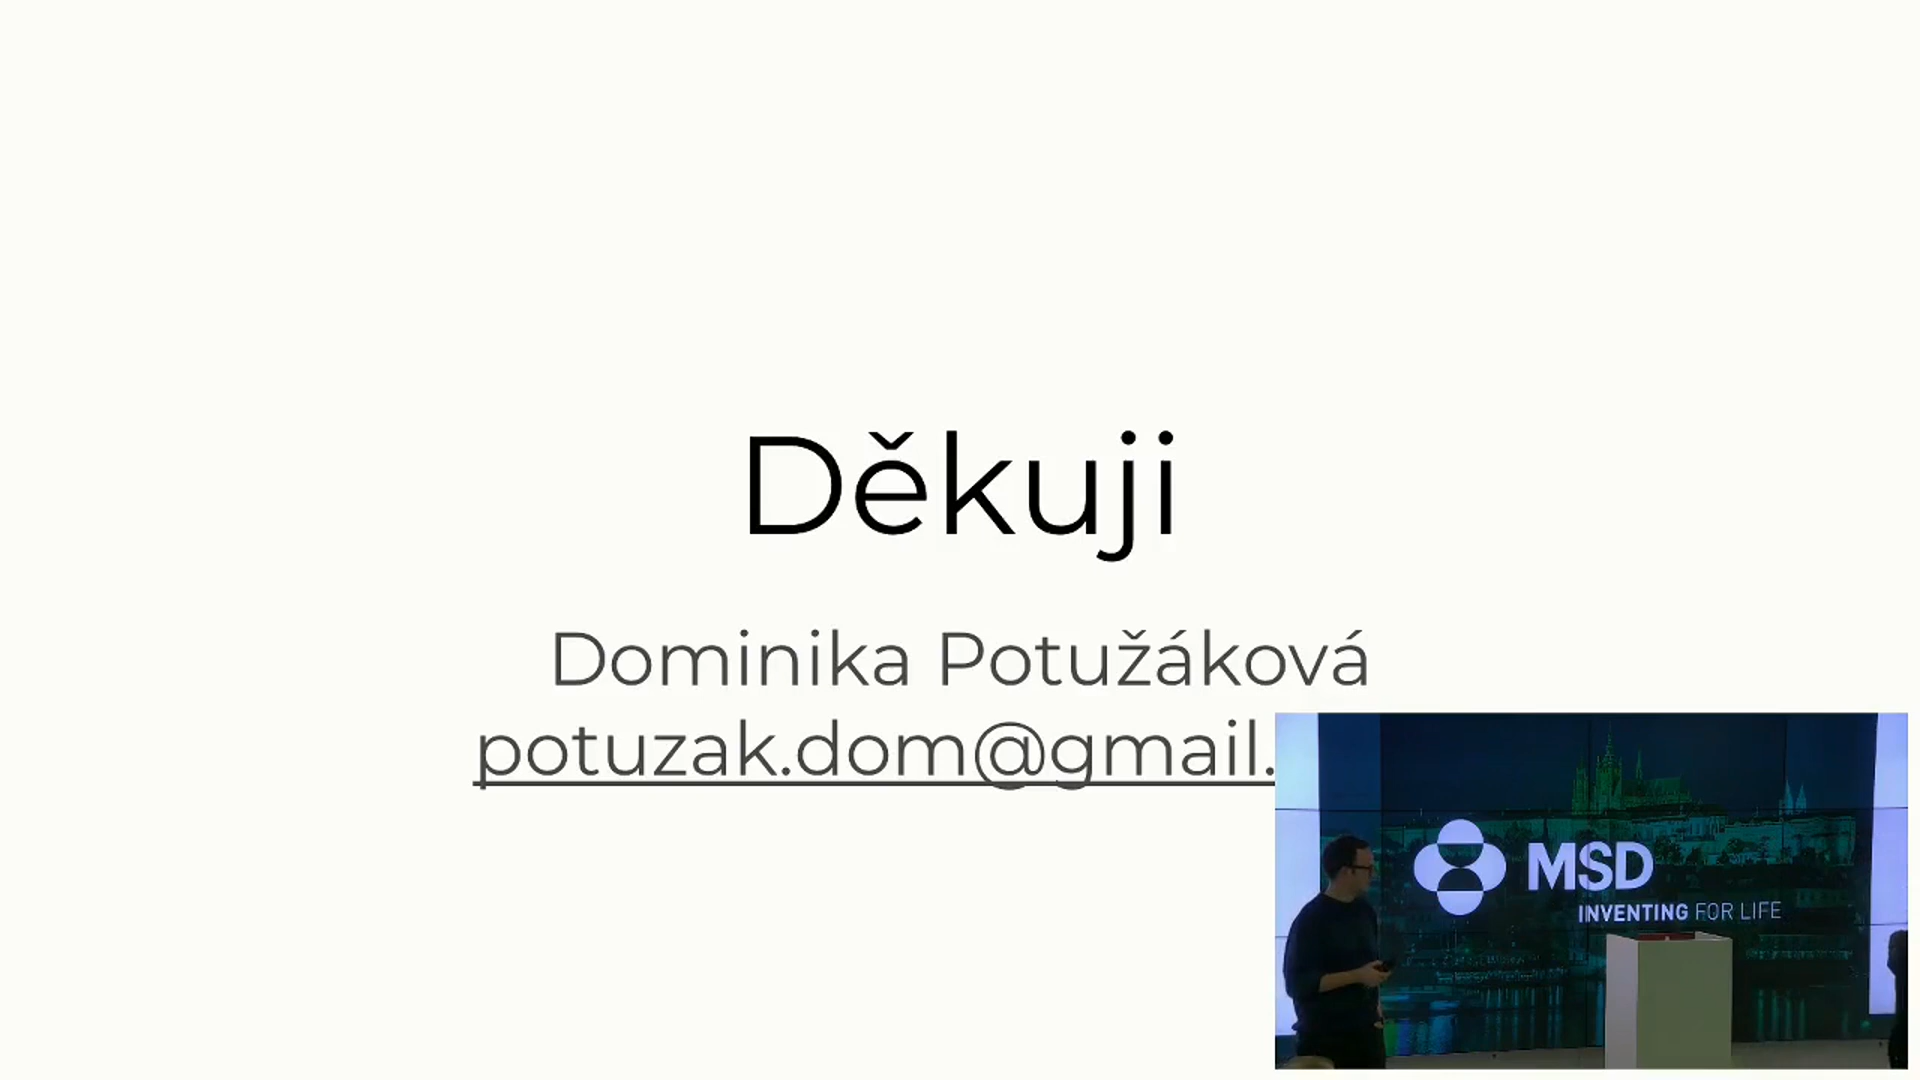 Děkuji
Dominika Potužáková
potuzak.dom@gmail.
MSD
INVENTING FOR LIFE